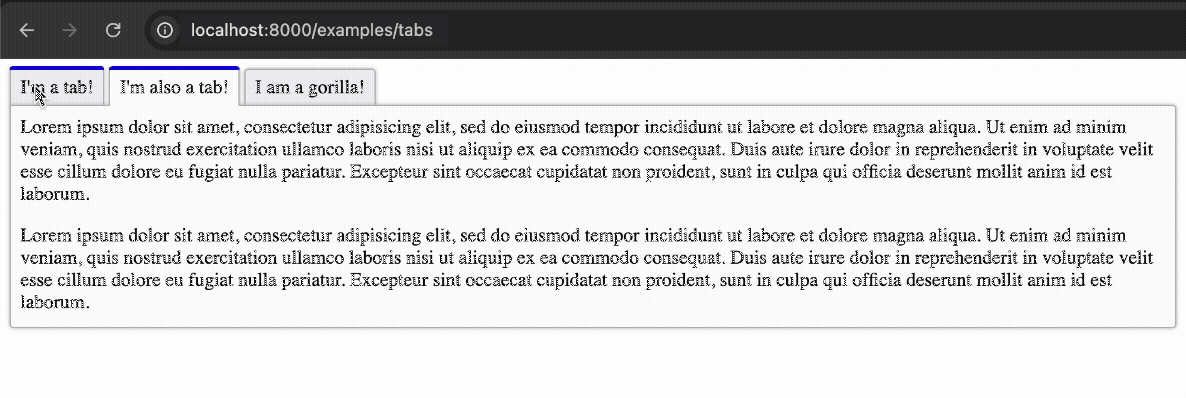 localhost:8000/examples/tabs
I'm a tab! I'm also a tab! I am a gorilla!
Lorem ipsum dolor sit amet, consectetur adipisicing elit, sed do eiusmod tempor incididunt ut labore et dolore magna aliqua. Ut enim ad minim
veniam, quis nostrud exercitation ullamco laboris nisi ut aliquip ex ea commodo consequat. Duis aute irure dolor in reprehenderit in voluptate velit
esse cillum dolore eu fugiat nulla pariatur. Excepteur sint occaecat cupidatat non proident, sunt in culpa qui officia deserunt mollit anim id est
laborum.
Lorem ipsum dolor sit amet, consectetur adipisicing elit, sed do eiusmod tempor incididunt ut labore et dolore magna aliqua. Ut enim ad minim
veniam, quis nostrud exercitation ullamco laboris nisi ut aliquip ex ea commodo consequat. Duis aute irure dolor in reprehenderit in voluptate velit
esse cillum dolore eu fugiat nulla pariatur. Excepteur sint occaecat cupidatat non proident, sunt in culpa qui officia deserunt mollit anim id est
laborum.